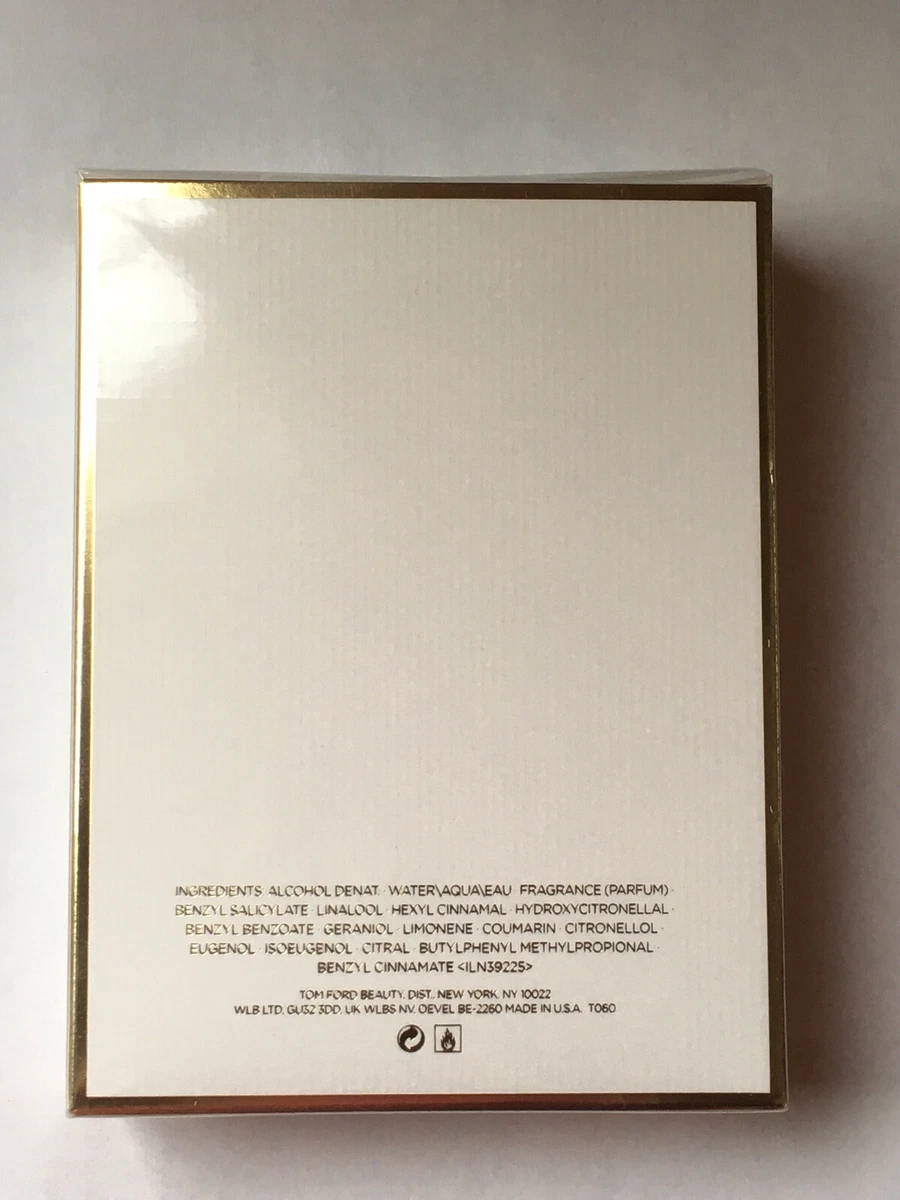 INGREDIENTS: ALCOHOL DENAT. · WATER\AQUA\EAU · FRAGRANCE (PARFUM) ·
BENZYL SALICYLATE · LINALOOL · HEXYL CINNAMAL · HYDROXYCITRONELLAL ·
BENZYL BENZOATE · GERANIOL · LIMONENE · COUMARIN · CITRONELLOL ·
EUGENOL · ISOEUGENOL · CITRAL · BUTYLPHENYL METHYLPROPIONAL ·
BENZYL CINNAMATE <ILN39225>
TOM FORD BEAUTY, DIST., NEW YORK, NY 10022
WLB LTD, GU32 3DD, UK WLBS NV, OEVEL BE-2260 MADE IN U.S.A. T060